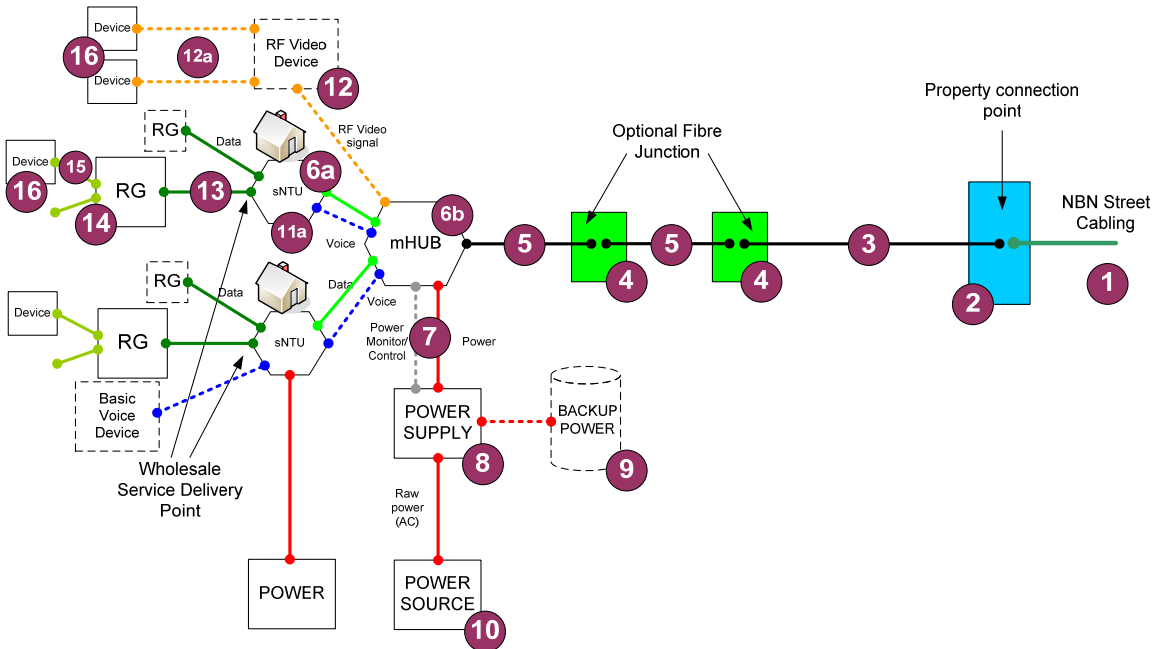 Device
16
12a
Device
RF Video
Device
12
RG
Data
RF Video
signal
Optional Fibre
Junction
Property connection
point
Device
15
16
RG
14
13
sNTU
6a
11a
Voice
mHUB
6b
5
5
4
4
3
2
NBN Street
Cabling
1
RG
Data
Data
Voice
Device
RG
sNTU
Power
Monitor/
Control
7
Power
Basic
Voice
Device
POWER
SUPPLY
8
BACKUP
POWER
9
Wholesale
Service Delivery
Point
Raw
power
(AC)
POWER
POWER
SOURCE
10